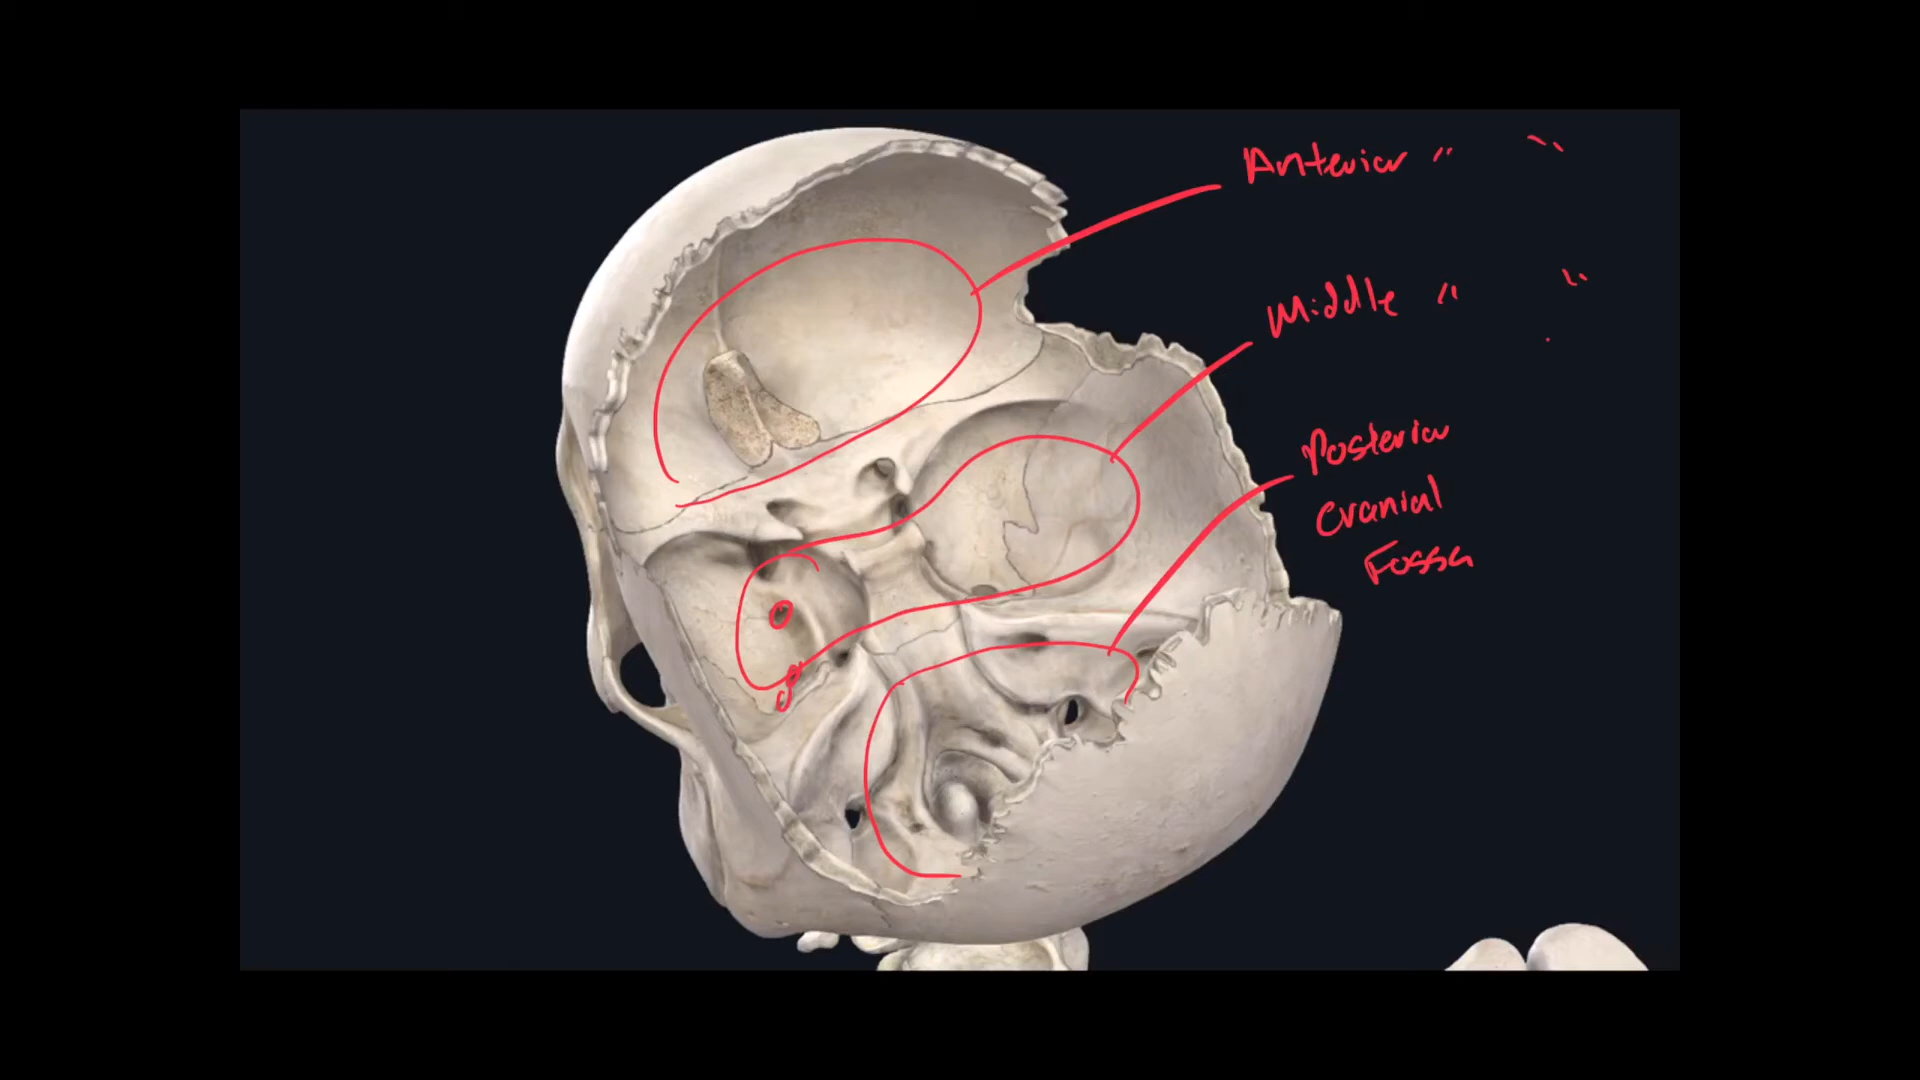 Anterior " "
Middle " "
Posterior
Cranial
Fossa